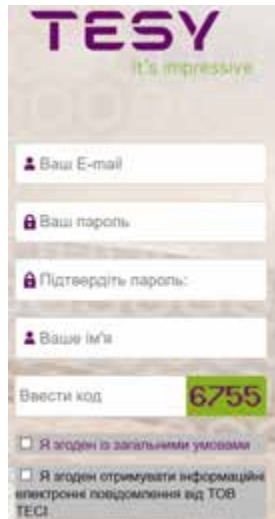 TESY
it's impressive
Ваш E-mail
Ваш пароль
Підтвердіть пароль:
Ваше ім'я
Ввести код
6755
Я згоден із загальними умовами
Я згоден отримувати інформаційні
електронні повідомлення від ТОВ
ТЕСІ